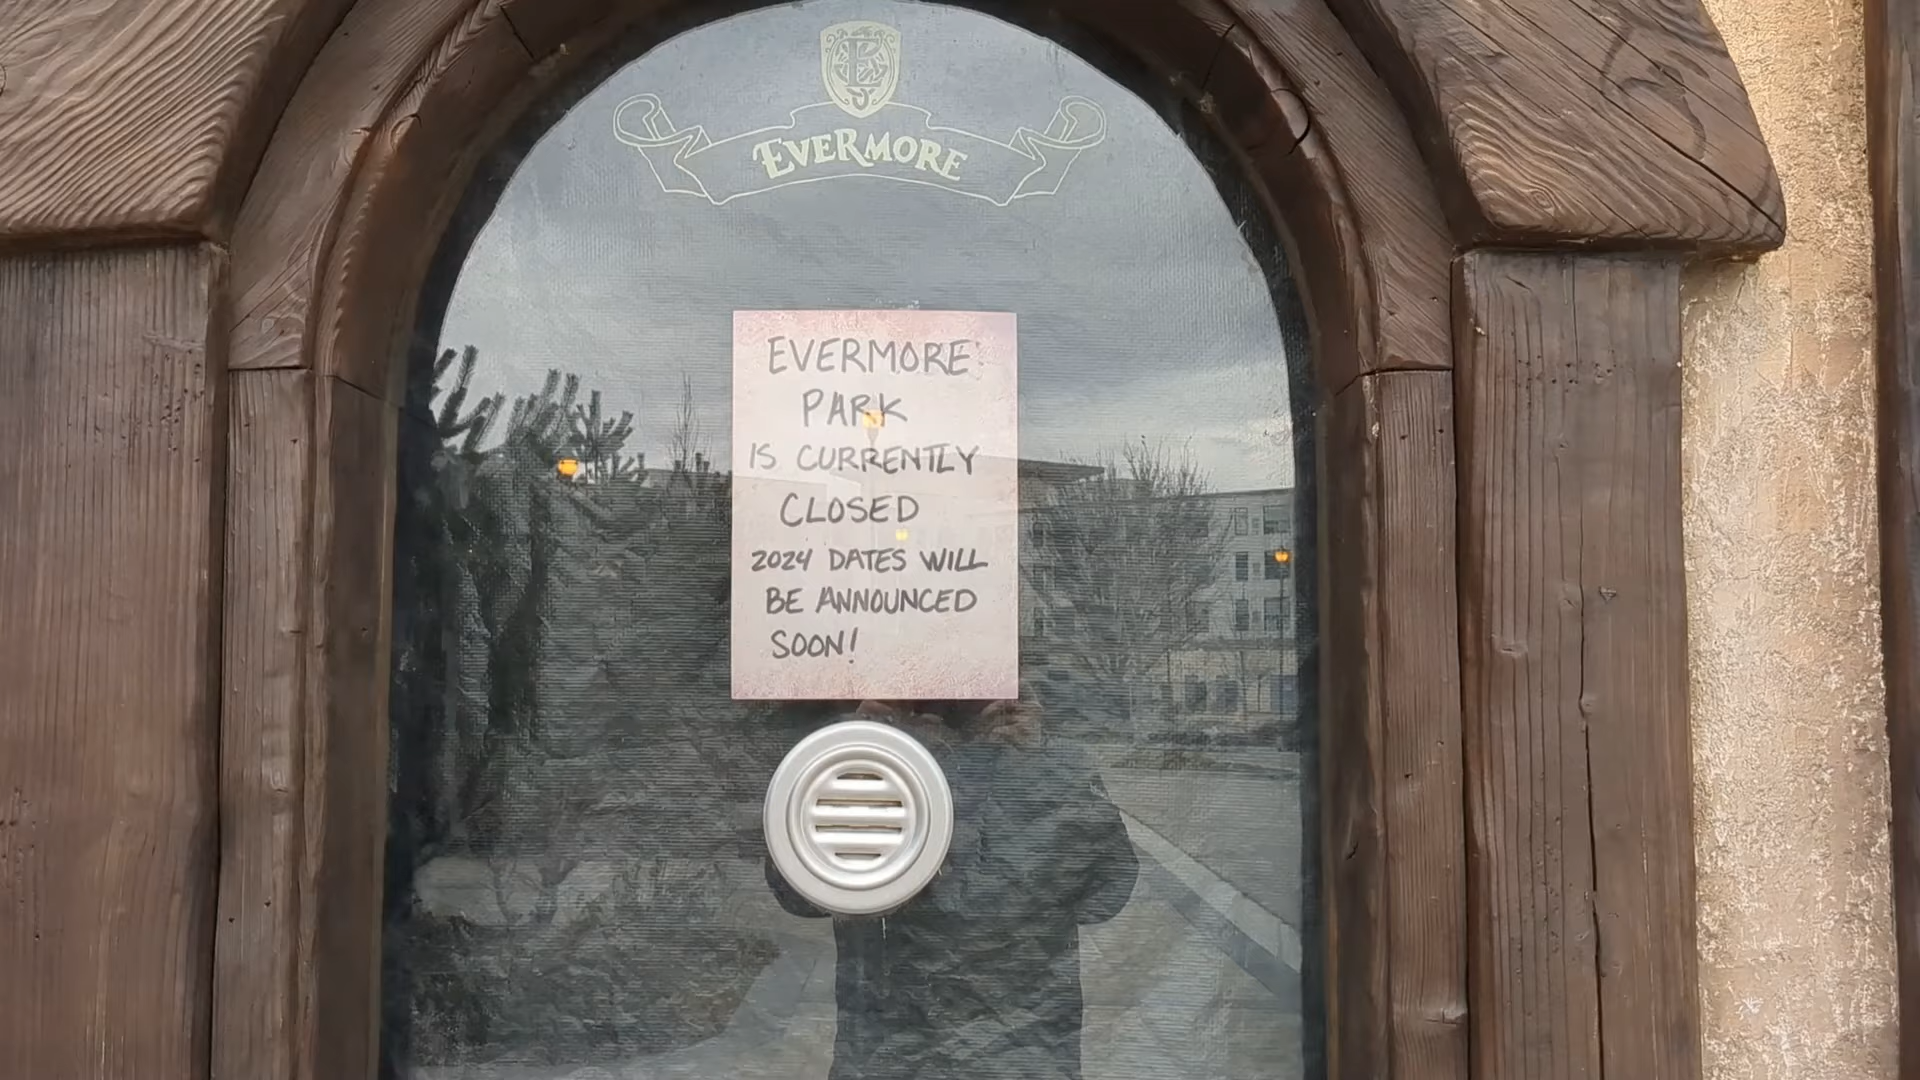 EVERMORE
EVERMORE
PARK
IS CURRENTLY
CLOSED
2024 DATES WILL
BE ANNOUNCED
SOON!